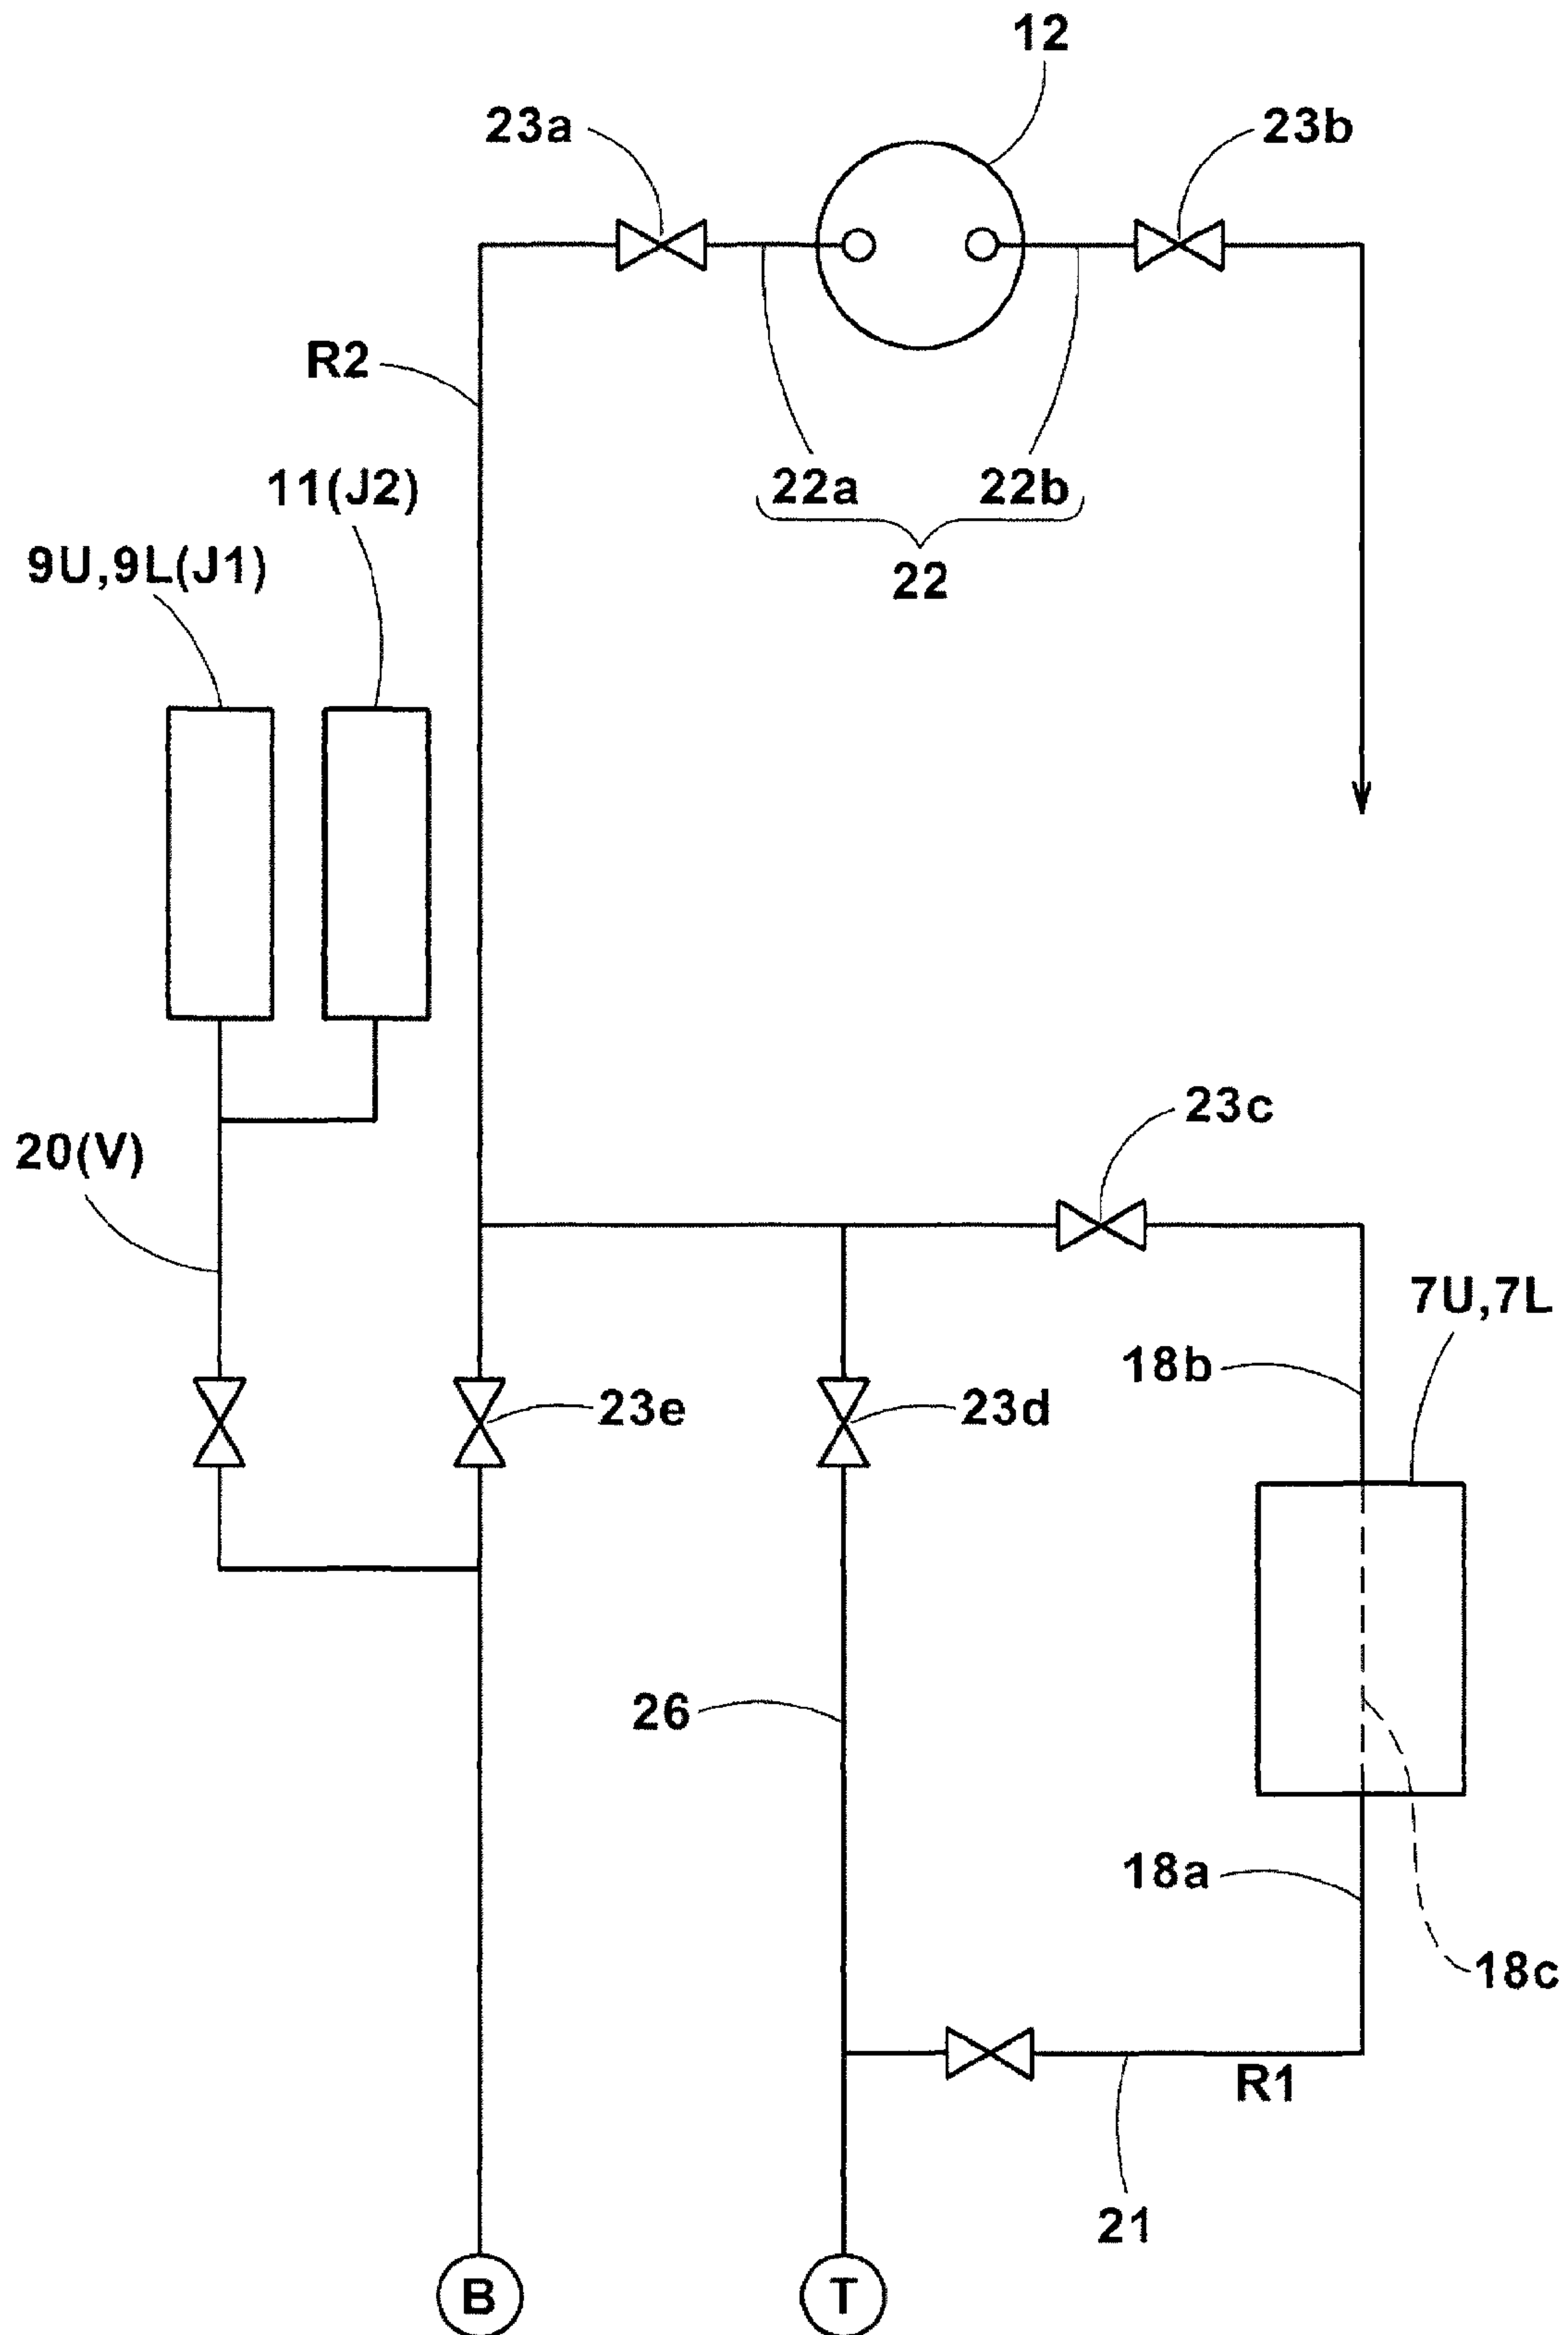 12
23a
23b
R2
11(J2)
22a
22b
9U,9L(J1)
22
23c
20(V)
7U,7L
18b
23e
23d
26
18a
18c
R1
21
B
T